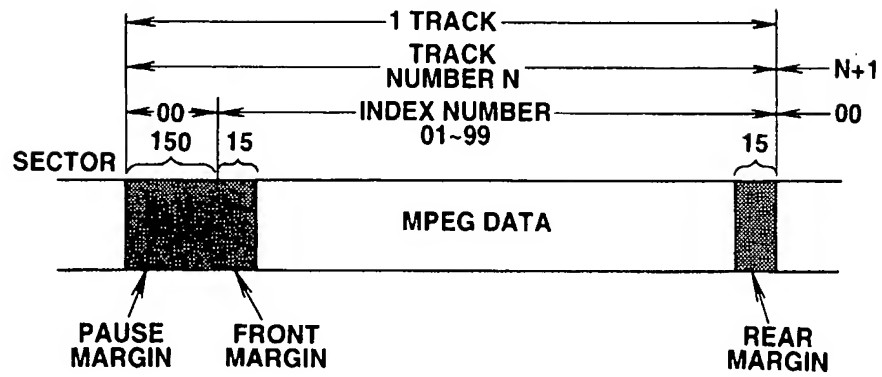 1 TRACK
TRACK
NUMBER N
N+1
00
INDEX NUMBER
01~99
00
150
15
15
SECTOR
MPEG DATA
PAUSE
MARGIN
FRONT
MARGIN
REAR
MARGIN